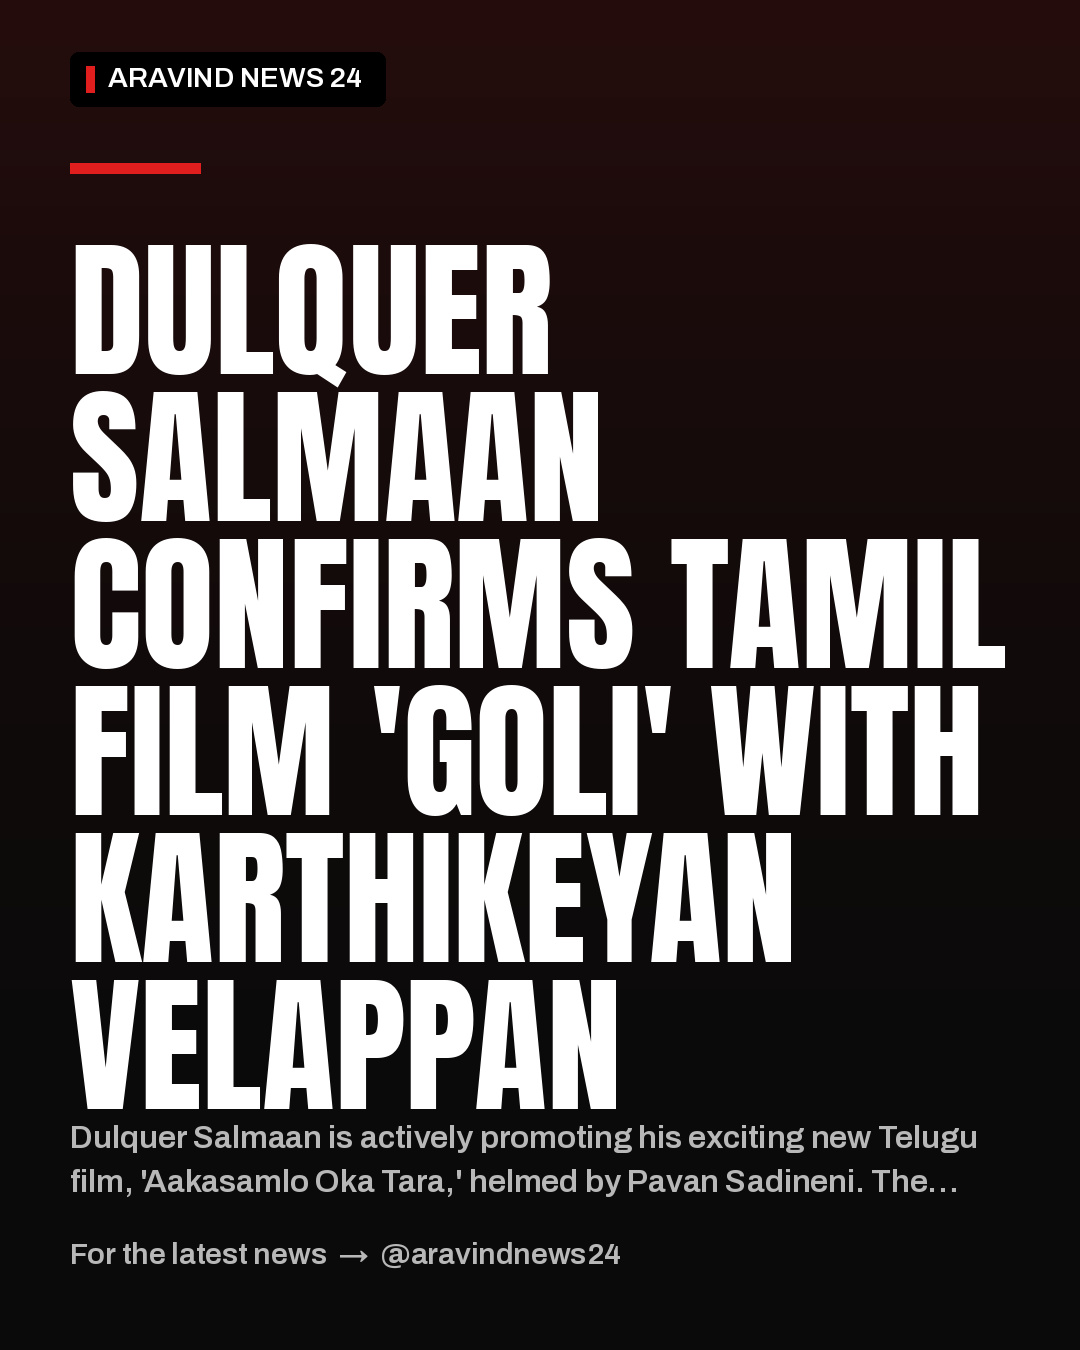 ARAVIND NEWS 24
DULQUER
SALMAAN
CONFIRMS TAMIL
FILM 'GOLI' WITH
KARTHIKEYAN
VELAPPAN
Dulquer Salmaan is actively promoting his exciting new Telugu
film, 'Aakasamlo Oka Tara,' helmed by Pavan Sadineni. The...
For the latest news → @aravindnews24